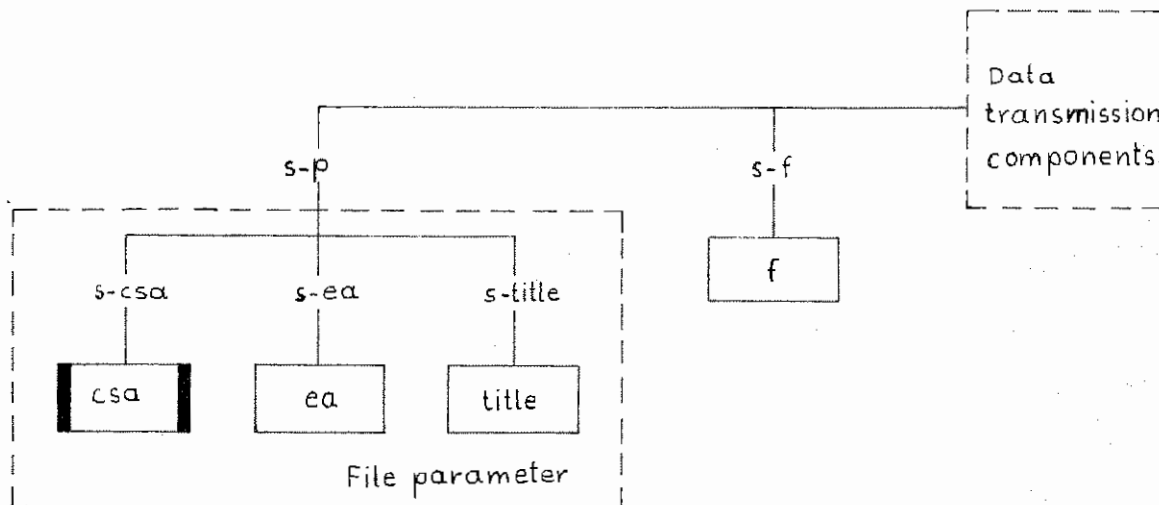 Data
transmission
components
s-p
s-f
f
s-csa
s-ea
s-title
csa
ea
title
File parameter